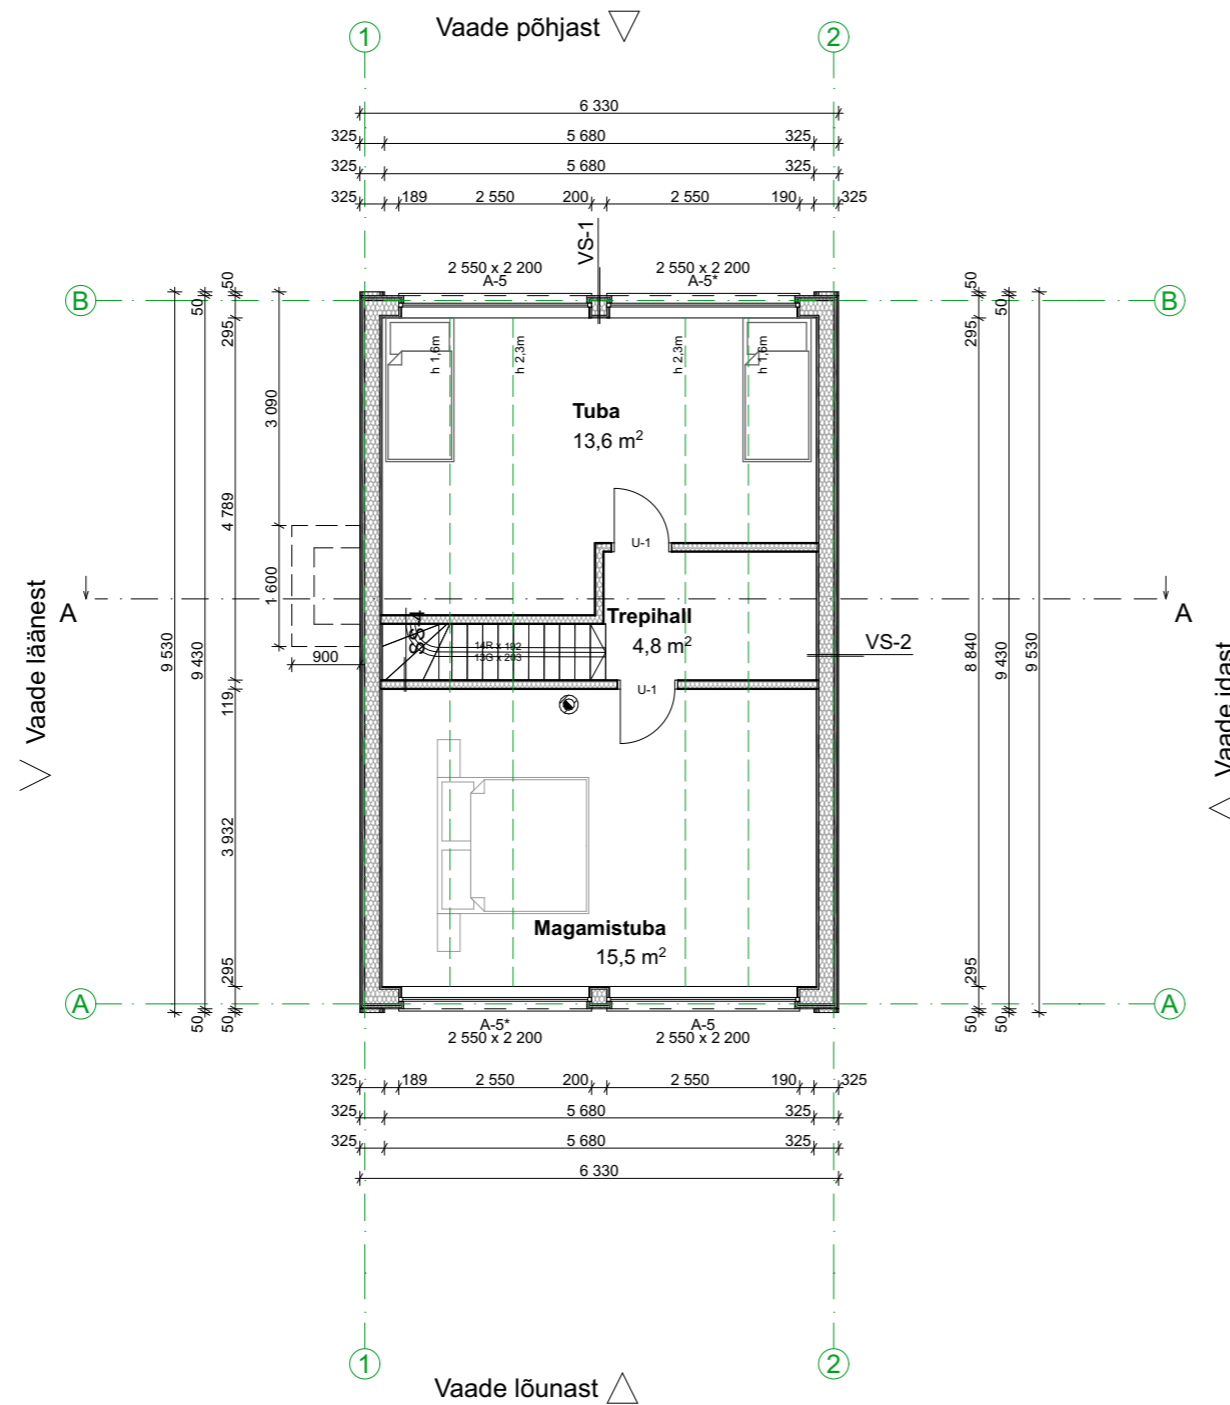 Vaade põhjast
1
2
6 330
325 5 680 325
325 5 680 325
325 189 2 550 200 2 550 190 325
VS-1
2 550 x 2 200
A-5
2 550 x 2 200
A-5*
B
B
50
50
295
3 090
4 789
1 600
900
9 530
9 430
119
3 932
295
50
50
h 1,6m
h 2,3m
h 2,3m
h 1,6m
Tuba
13,6 m²
U-1
A
A
Vaade läänest
SS-4
14R x 192
13G x 203
Trepihall
4,8 m²
VS-2
U-1
50
50
295
8 840
9 430
9 530
295
50
50
Vaade idast
Magamistuba
15,5 m²
A
A
A-5*
2 550 x 2 200
A-5
2 550 x 2 200
325 189 2 550 200 2 550 190 325
325 5 680 325
325 5 680 325
6 330
1
2
Vaade lõunast